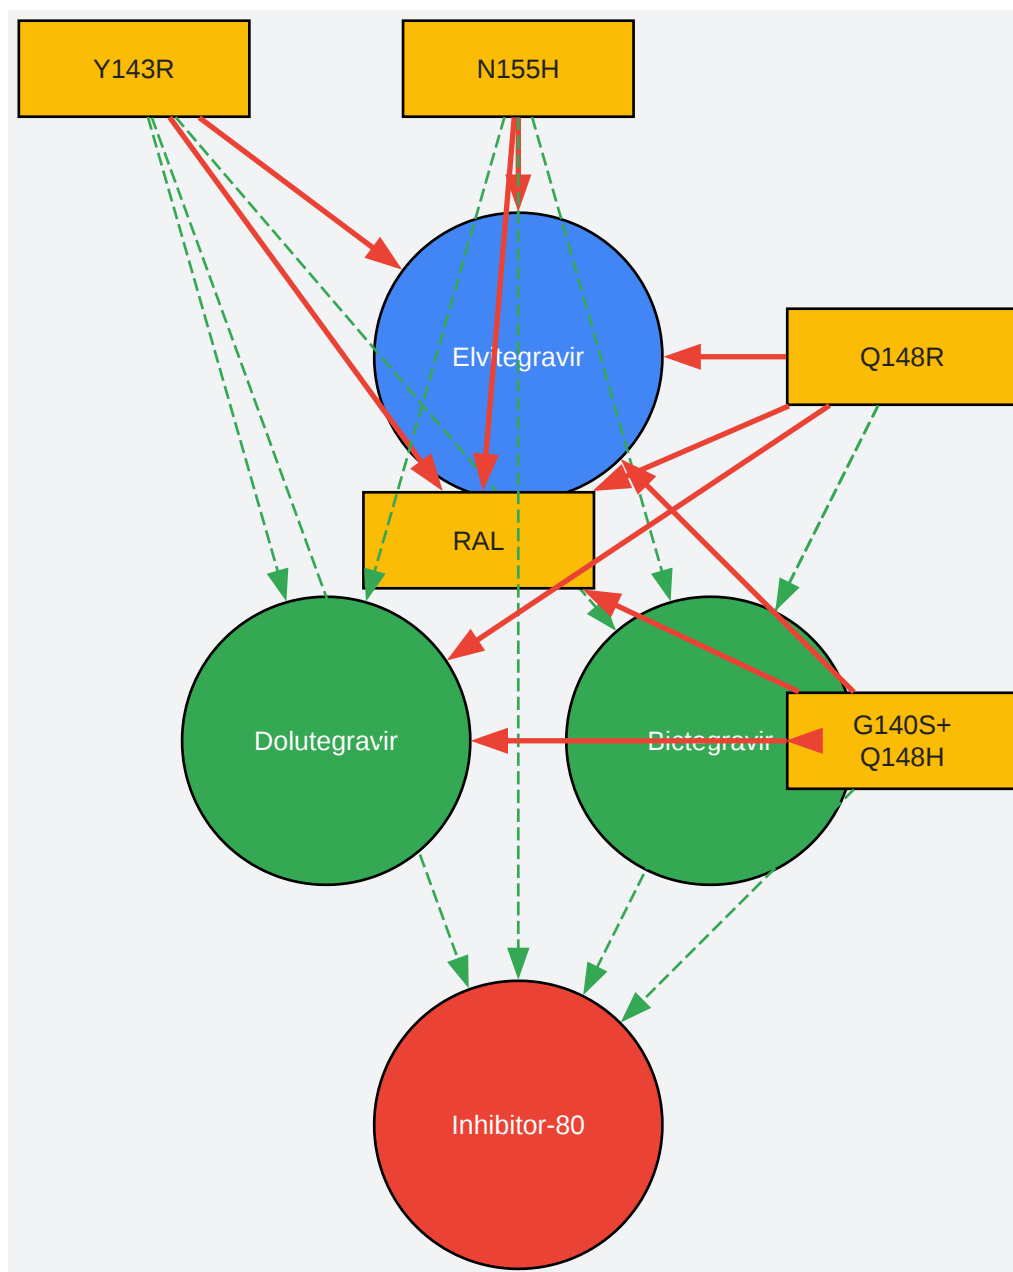 Y143R
N155H
Elvitegravir
Q148R
RAL
Dolutegravir
Bictegravir
G140S+
Q148H
Inhibitor-80